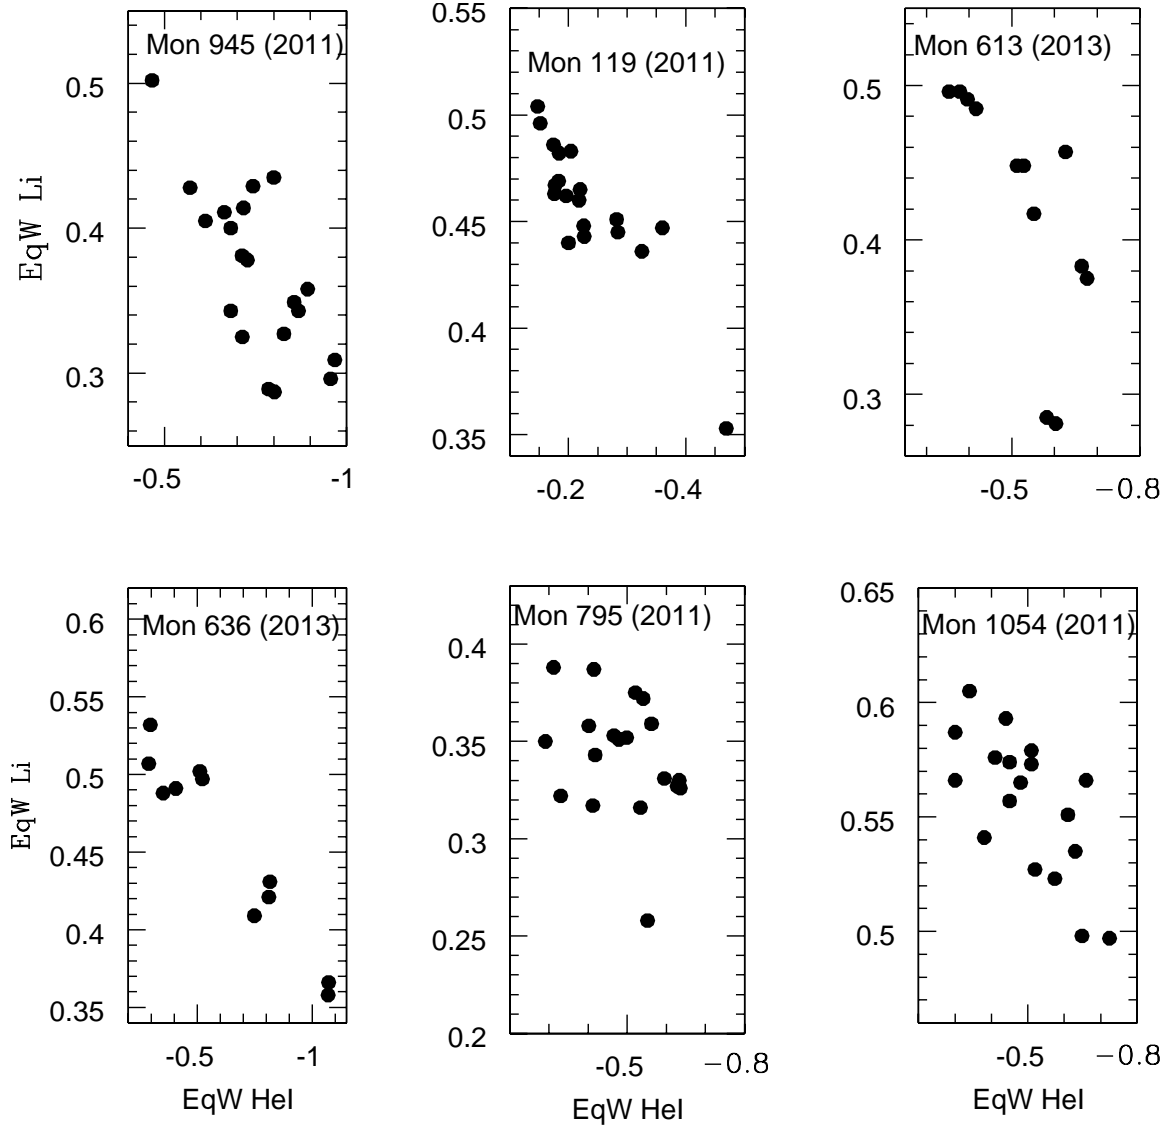 Mon 945 (2011)
0.5
0.4
0.3
EqW Li
-0.5 -1
Mon 119 (2011)
0.55
0.5
0.45
0.4
0.35
-0.2 -0.4
Mon 613 (2013)
0.5
0.4
0.3
-0.5 -0.8
Mon 636 (2013)
0.6
0.55
0.5
0.45
0.4
0.35
EqW Li
-0.5 -1
EqW HeI
Mon 795 (2011)
0.4
0.35
0.3
0.25
0.2
-0.5 -0.8
EqW HeI
Mon 1054 (2011)
0.65
0.6
0.55
0.5
-0.5 -0.8
EqW HeI